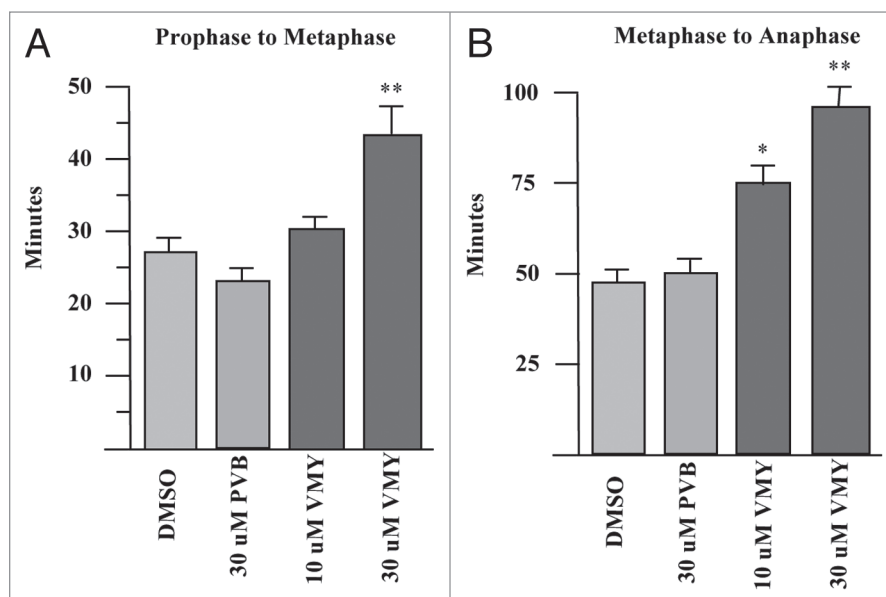 A
Prophase to Metaphase
50
40
30
20
10
Minutes
**
DMSO
30 uM PVB
10 uM VMY
30 uM VMY
B
Metaphase to Anaphase
100
75
50
25
Minutes
*
**
DMSO
30 uM PVB
10 uM VMY
30 uM VMY